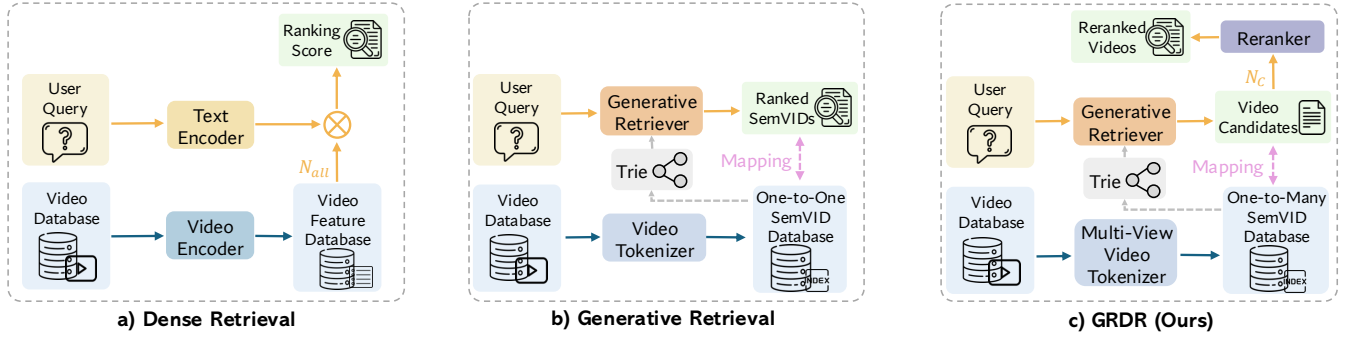 Ranking
Score
User
Query
?
Text
Encoder
N_all
Video
Database
Video
Encoder
Video
Feature
Database
a) Dense Retrieval
User
Query
?
Generative
Retriever
Ranked
SemVIDs
Trie
Mapping
Video
Database
Video
Tokenizer
One-to-One
SemVID
Database
INDEX
b) Generative Retrieval
Reranked
Videos
Reranker
N_C
User
Query
?
Generative
Retriever
Video
Candidates
Trie
Mapping
Video
Database
Multi-View
Video
Tokenizer
One-to-Many
SemVID
Database
INDEX
c) GRDR (Ours)